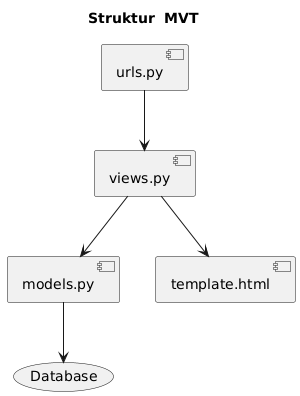 Struktur MVT
urls.py
views.py
models.py
template.html
Database